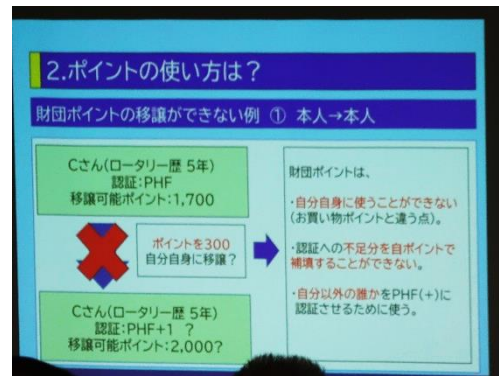 2.ポイントの使い方は?
財団ポイントの移譲ができない例 ① 本人→本人
Cさん(ロータリー歴 5年)
認証:PHF
移譲可能ポイント:1,700
ポイントを300
自分自身に移譲?
Cさん(ロータリー歴 5年)
認証:PHF+1 ?
移譲可能ポイント:2,000?
財団ポイントは、
・自分自身に使うことができない
(お買い物ポイントと違う点)。
・認証への不足分を自ポイントで
補填することができない。
・自分以外の誰かをPHF(+)に
認証させるために使う。